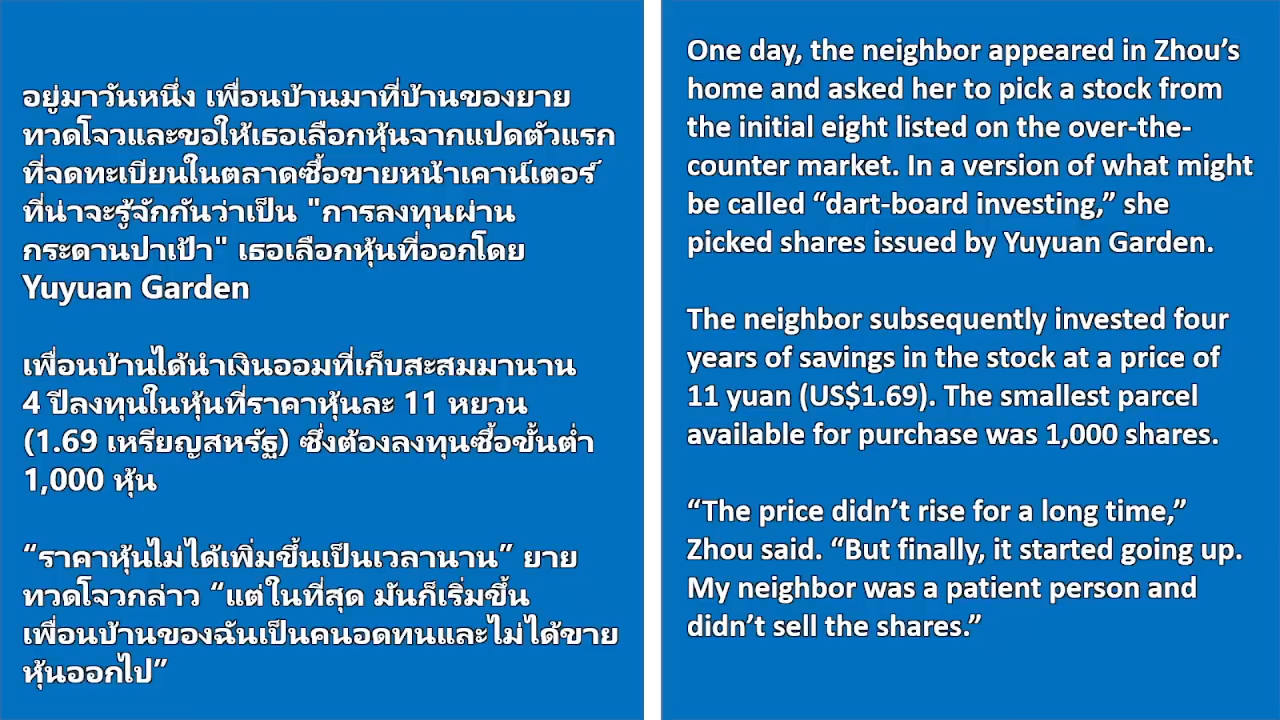 อยู่มาวันหนึ่ง เพื่อนบ้านมาที่บ้านของยาย
ทวดโจวและขอให้เธอเลือกหุ้นจากแปดตัวแรก
ที่จดทะเบียนในตลาดซื้อขายหน้าเคาน์เตอร์
ที่น่าจะรู้จักกันว่าเป็น "การลงทุนผ่าน
กระดานปาเป้า" เธอเลือกหุ้นที่ออกโดย
Yuyuan Garden
เพื่อนบ้านได้นำเงินออมที่เก็บสะสมมานาน
4 ปีลงทุนในหุ้นที่ราคาหุ้นละ 11 หยวน
(1.69 เหรียญสหรัฐ) ซึ่งต้องลงทุนซื้อขั้นต่ำ
1,000 หุ้น
“ราคาหุ้นไม่ได้เพิ่มขึ้นเป็นเวลานาน” ยาย
ทวดโจวกล่าว “แต่ในที่สุด มันก็เริ่มขึ้น
เพื่อนบ้านของฉันเป็นคนอดทนและไม่ได้ขาย
หุ้นออกไป”
One day, the neighbor appeared in Zhou’s
home and asked her to pick a stock from
the initial eight listed on the over-the-
counter market. In a version of what might
be called “dart-board investing,” she
picked shares issued by Yuyuan Garden.
The neighbor subsequently invested four
years of savings in the stock at a price of
11 yuan (US$1.69). The smallest parcel
available for purchase was 1,000 shares.
“The price didn’t rise for a long time,”
Zhou said. “But finally, it started going up.
My neighbor was a patient person and
didn’t sell the shares.”